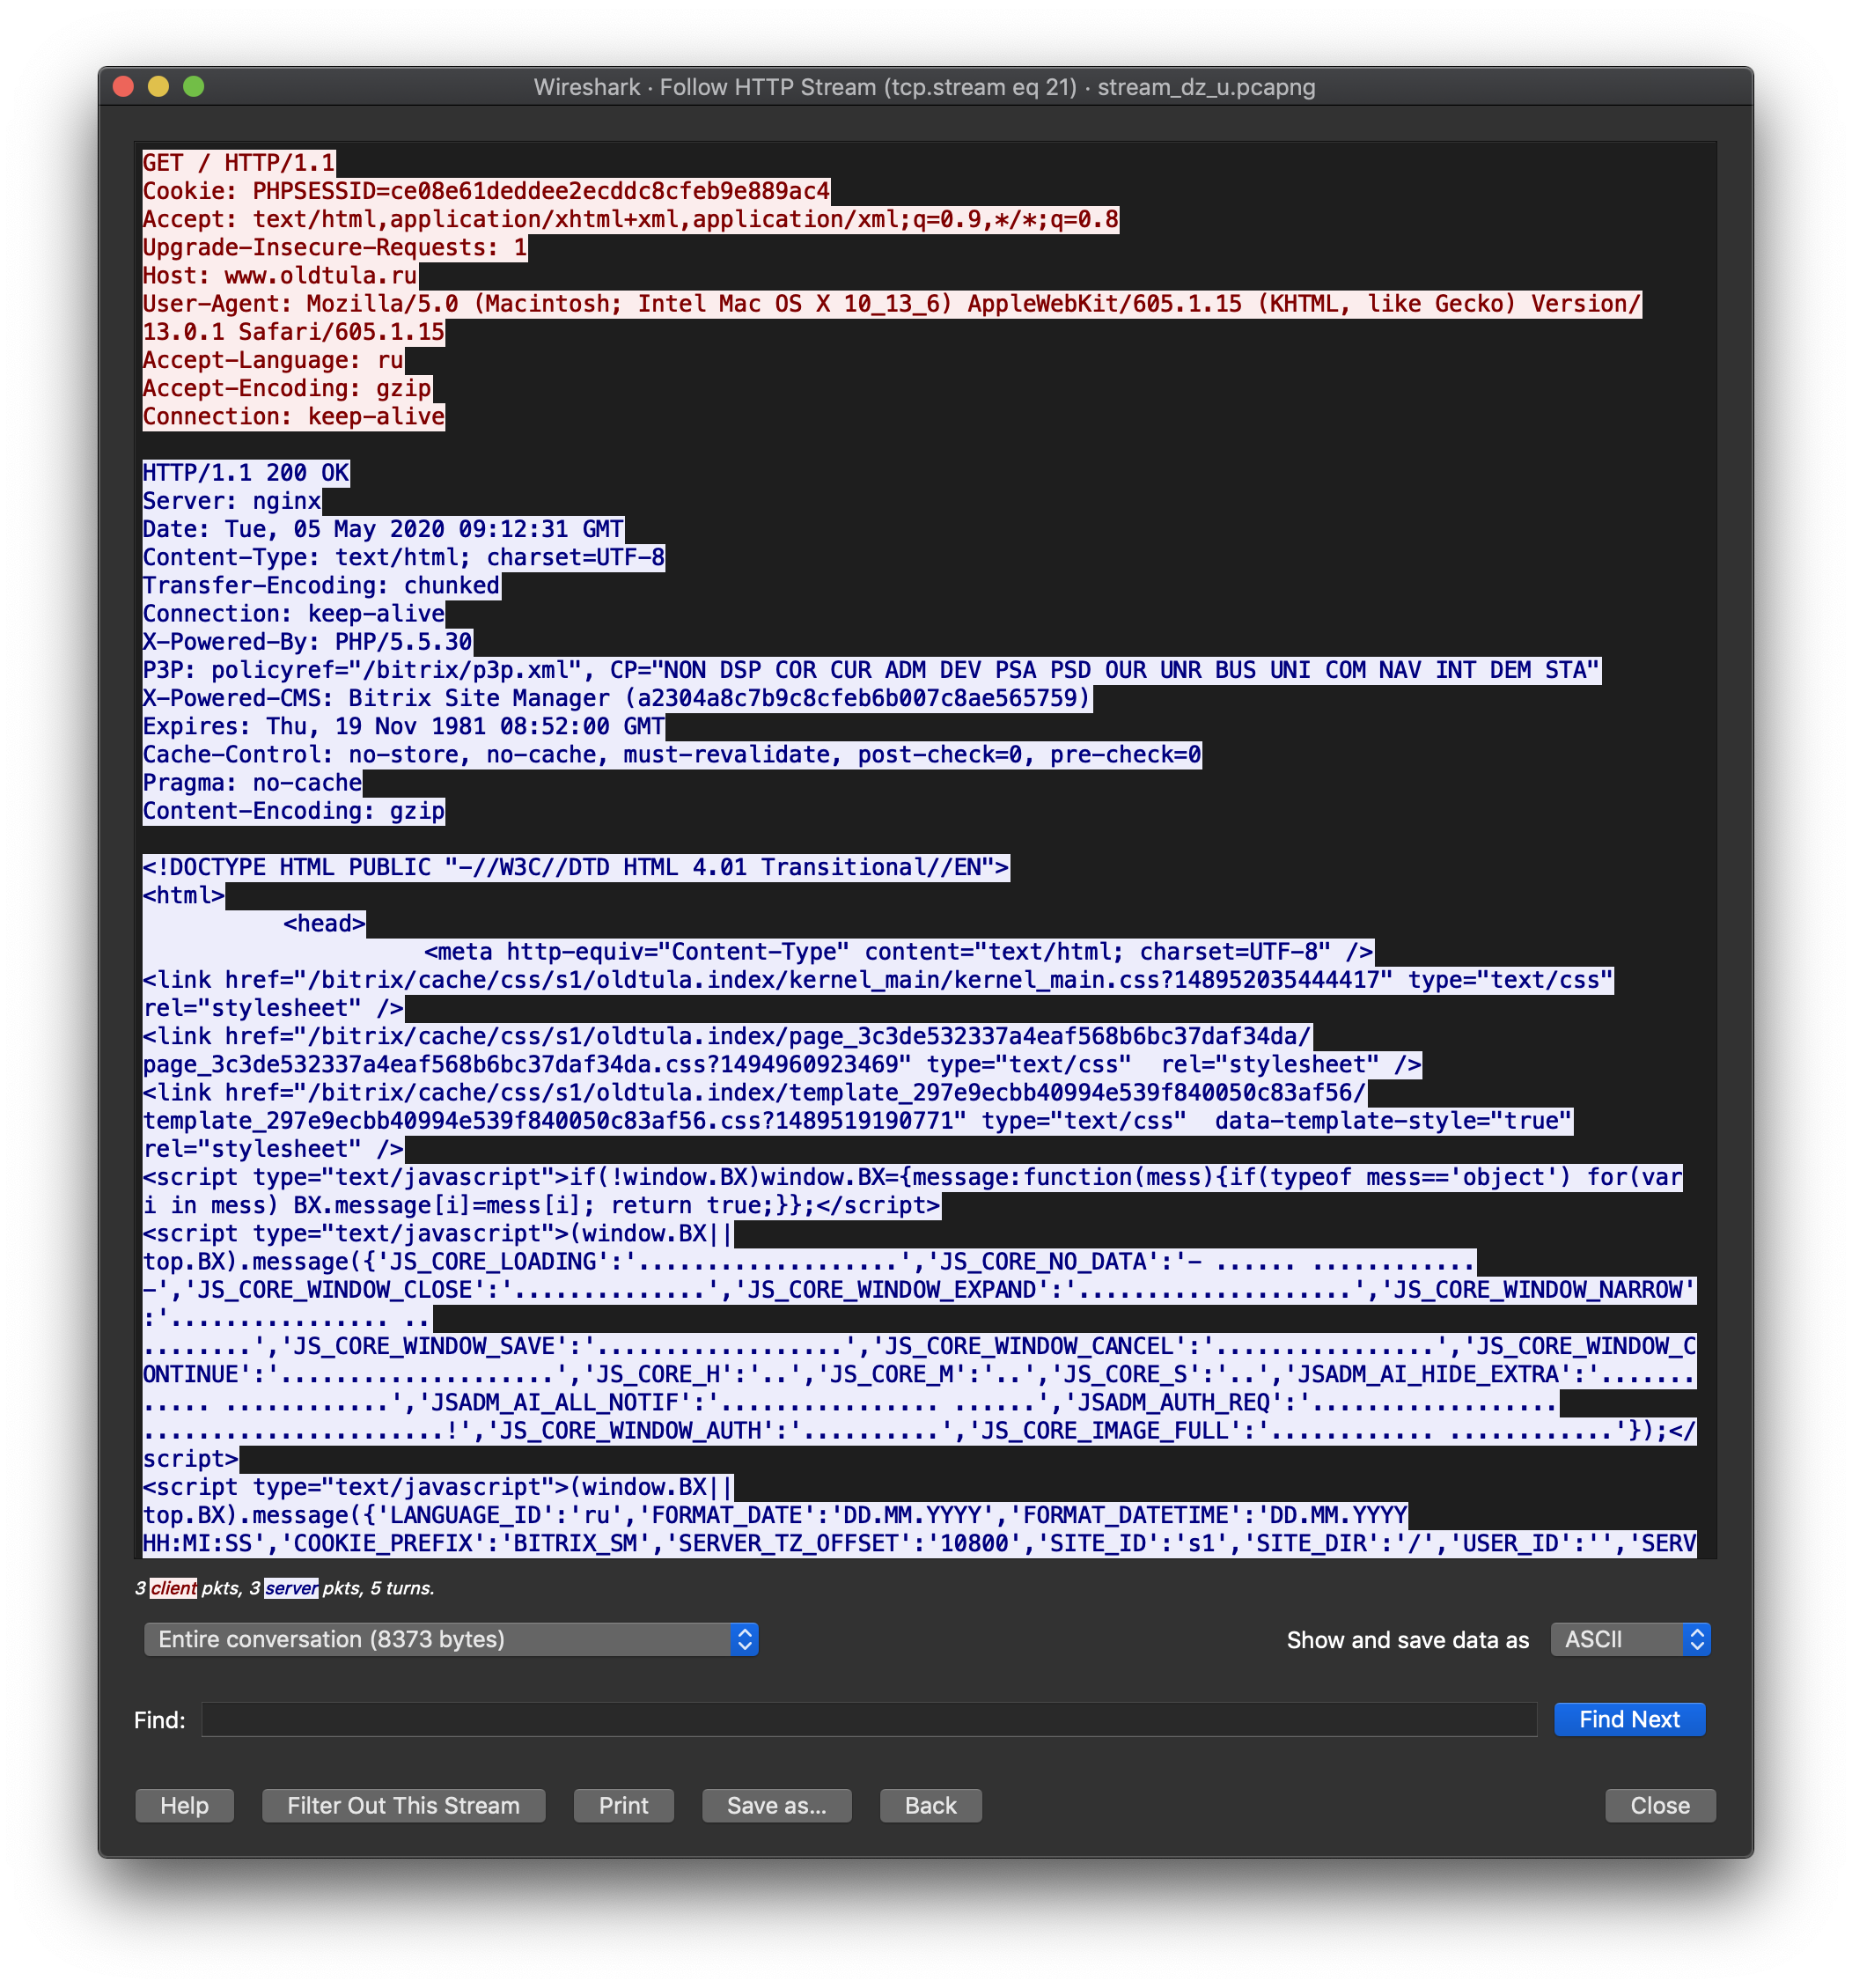 Wireshark · Follow HTTP Stream (tcp.stream eq 21) · stream_dz_u.pcapng
GET / HTTP/1.1
Cookie: PHPSESSID=ce08e61deddee2ecddc8cfeb9e889ac4
Accept: text/html,application/xhtml+xml,application/xml;q=0.9,*/*;q=0.8
Upgrade-Insecure-Requests: 1
Host: www.oldtula.ru
User-Agent: Mozilla/5.0 (Macintosh; Intel Mac OS X 10_13_6) AppleWebKit/605.1.15 (KHTML, like Gecko) Version/
13.0.1 Safari/605.1.15
Accept-Language: ru
Accept-Encoding: gzip
Connection: keep-alive
HTTP/1.1 200 OK
Server: nginx
Date: Tue, 05 May 2020 09:12:31 GMT
Content-Type: text/html; charset=UTF-8
Transfer-Encoding: chunked
Connection: keep-alive
X-Powered-By: PHP/5.5.30
P3P: policyref="/bitrix/p3p.xml", CP="NON DSP COR CUR ADM DEV PSA PSD OUR UNR BUS UNI COM NAV INT DEM STA"
X-Powered-CMS: Bitrix Site Manager (a2304a8c7b9c8cfeb6b007c8ae565759)
Expires: Thu, 19 Nov 1981 08:52:00 GMT
Cache-Control: no-store, no-cache, must-revalidate, post-check=0, pre-check=0
Pragma: no-cache
Content-Encoding: gzip
<!DOCTYPE HTML PUBLIC "-//W3C//DTD HTML 4.01 Transitional//EN">
<html>
<head>
<meta http-equiv="Content-Type" content="text/html; charset=UTF-8" />
<link href="/bitrix/cache/css/s1/oldtula.index/kernel_main/kernel_main.css?148952035444417" type="text/css"
rel="stylesheet" />
<link href="/bitrix/cache/css/s1/oldtula.index/page_3c3de532337a4eaf568b6bc37daf34da/
page_3c3de532337a4eaf568b6bc37daf34da.css?1494960923469" type="text/css"  rel="stylesheet" />
<link href="/bitrix/cache/css/s1/oldtula.index/template_297e9ecbb40994e539f840050c83af56/
template_297e9ecbb40994e539f840050c83af56.css?1489519190771" type="text/css"  data-template-style="true"
rel="stylesheet" />
<script type="text/javascript">if(!window.BX)window.BX={message:function(mess){if(typeof mess=='object') for(var
i in mess) BX.message[i]=mess[i]; return true;}};</script>
<script type="text/javascript">(window.BX||
top.BX).message({'JS_CORE_LOADING':'...................','JS_CORE_NO_DATA':'- ...... ............
-','JS_CORE_WINDOW_CLOSE':'..............','JS_CORE_WINDOW_EXPAND':'....................','JS_CORE_WINDOW_NARROW'
:'................ ..
........','JS_CORE_WINDOW_SAVE':'..................','JS_CORE_WINDOW_CANCEL':'................','JS_CORE_WINDOW_C
ONTINUE':'....................','JS_CORE_H':'..','JS_CORE_M':'..','JS_CORE_S':'..','JSADM_AI_HIDE_EXTRA':'.......
..... ............','JSADM_AI_ALL_NOTIF':'................ ......','JSADM_AUTH_REQ':'..................
......................!','JS_CORE_WINDOW_AUTH':'..........','JS_CORE_IMAGE_FULL':'............ ............'});</
script>
<script type="text/javascript">(window.BX||
top.BX).message({'LANGUAGE_ID':'ru','FORMAT_DATE':'DD.MM.YYYY','FORMAT_DATETIME':'DD.MM.YYYY
HH:MI:SS','COOKIE_PREFIX':'BITRIX_SM','SERVER_TZ_OFFSET':'10800','SITE_ID':'s1','SITE_DIR':'/','USER_ID':'','SERV
3 client pkts, 3 server pkts, 5 turns.
Entire conversation (8373 bytes)
Show and save data as ASCII
Find:
Find Next
Help
Filter Out This Stream
Print
Save as…
Back
Close